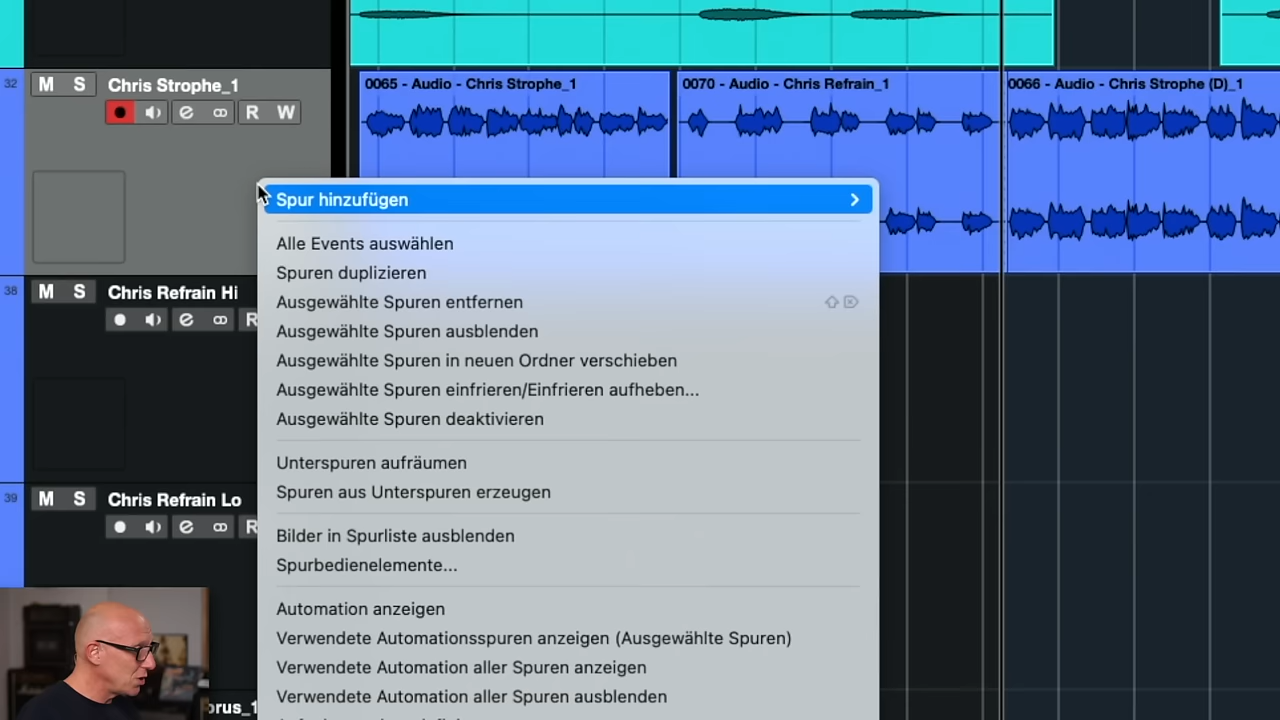 32
M S
Chris Strophe_1
R W
0065 - Audio - Chris Strophe_1
0070 - Audio - Chris Refrain_1
0066 - Audio - Chris Strophe (D)_1
Spur hinzufügen
Alle Events auswählen
Spuren duplizieren
Ausgewählte Spuren entfernen
Ausgewählte Spuren ausblenden
Ausgewählte Spuren in neuen Ordner verschieben
Ausgewählte Spuren einfrieren/Einfrieren aufheben...
Ausgewählte Spuren deaktivieren
Unterspuren aufräumen
Spuren aus Unterspuren erzeugen
Bilder in Spurliste ausblenden
Spurbedienelemente...
Automation anzeigen
Verwendete Automationsspuren anzeigen (Ausgewählte Spuren)
Verwendete Automation aller Spuren anzeigen
Verwendete Automation aller Spuren ausblenden
38
M S
Chris Refrain Hi
R
39
M S
Chris Refrain Lo
R
orus_1